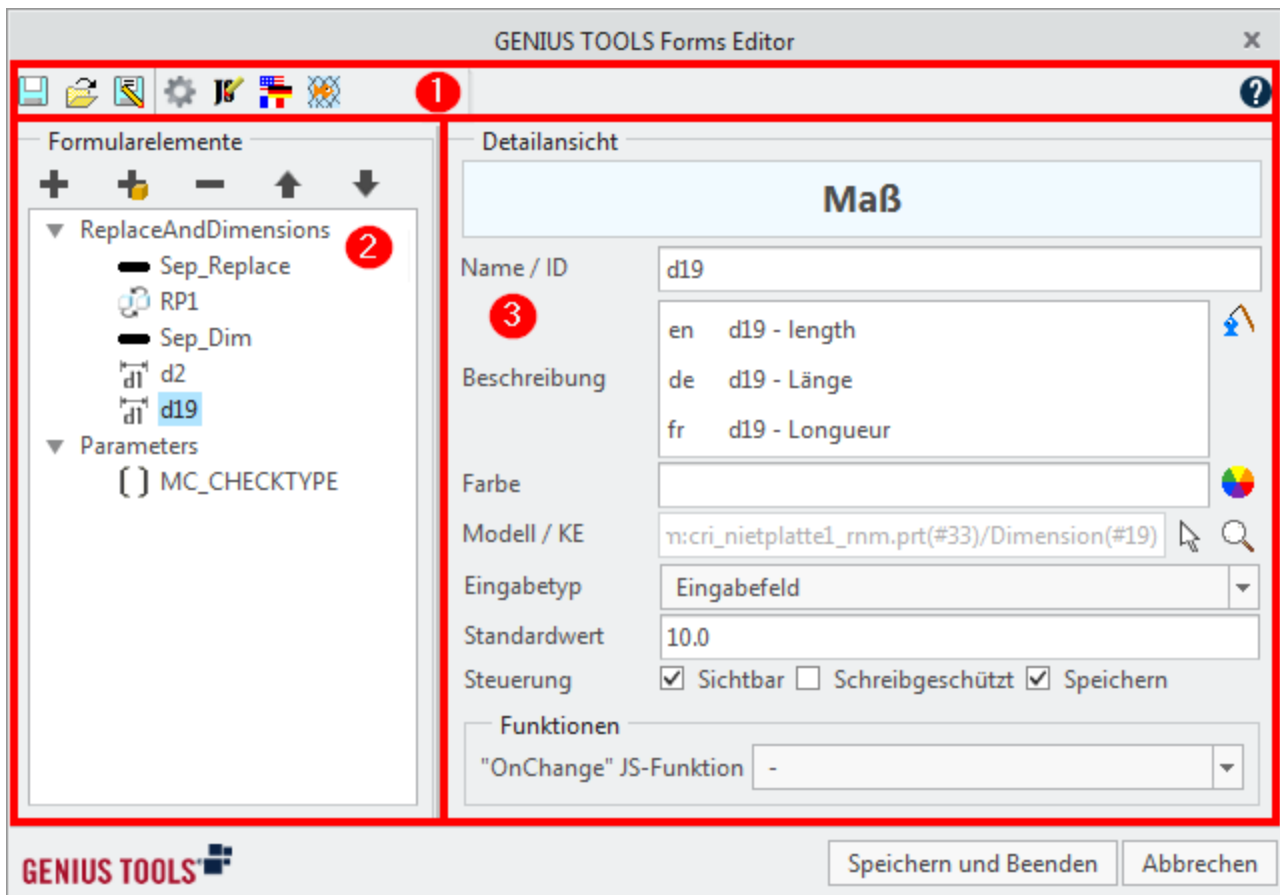 GENIUS TOOLS Forms Editor
1
Formularelemente
ReplaceAndDimensions
2
Sep_Replace
RP1
Sep_Dim
d1 d2
d1 d19
Parameters
MC_CHECKTYPE
Detailansicht
Maß
Name / ID d19
3
Beschreibung
en d19 - length
de d19 - Länge
fr d19 - Longueur
Farbe
Modell / KE n:cri_nietplatte1_rnm.prt(#33)/Dimension(#19)
Eingabetyp Eingabefeld
Standardwert 10.0
Steuerung Sichtbar Schreibgeschützt Speichern
Funktionen
"OnChange" JS-Funktion -
GENIUS TOOLS
Speichern und Beenden Abbrechen